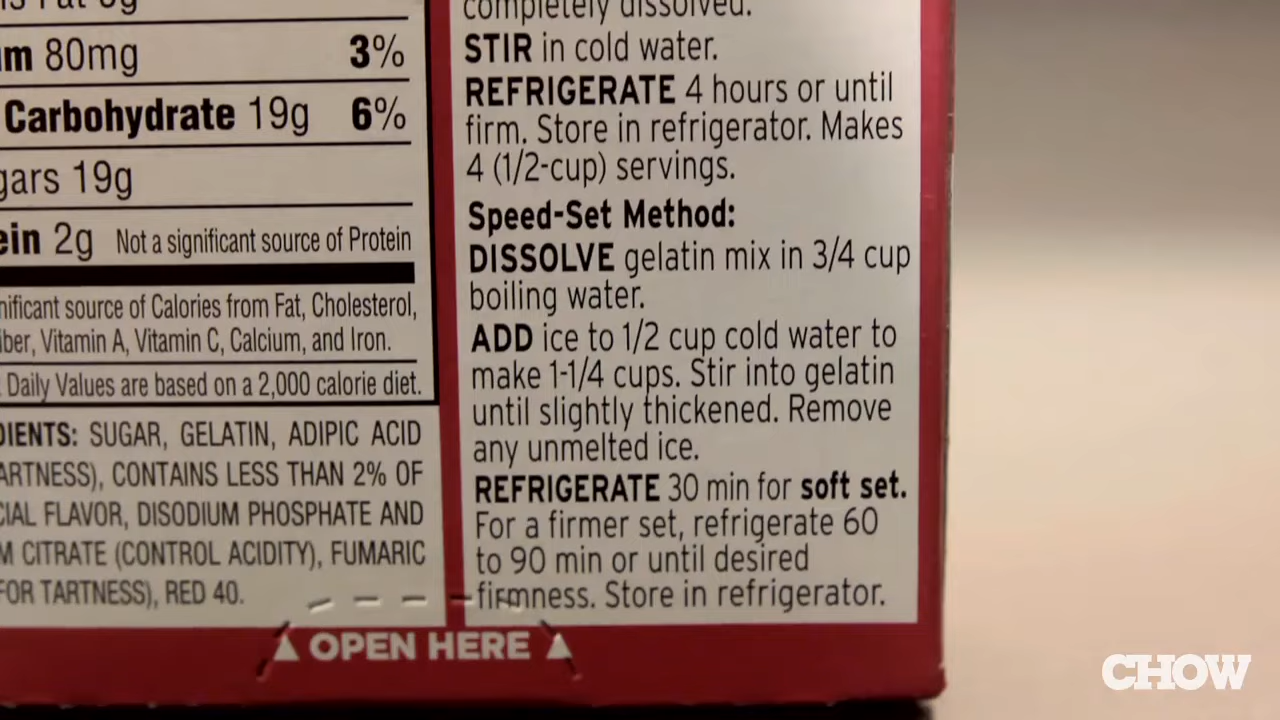 Fat 0g
m 80mg 3%
Carbohydrate 19g 6%
gars 19g
ein 2g Not a significant source of Protein
nificant source of Calories from Fat, Cholesterol,
iber, Vitamin A, Vitamin C, Calcium, and Iron.
Daily Values are based on a 2,000 calorie diet.
DIENTS: SUGAR, GELATIN, ADIPIC ACID
ARTNESS), CONTAINS LESS THAN 2% OF
CIAL FLAVOR, DISODIUM PHOSPHATE AND
M CITRATE (CONTROL ACIDITY), FUMARIC
FOR TARTNESS), RED 40.
completely dissolved.
STIR in cold water.
REFRIGERATE 4 hours or until
firm. Store in refrigerator. Makes
4 (1/2-cup) servings.
Speed-Set Method:
DISSOLVE gelatin mix in 3/4 cup
boiling water.
ADD ice to 1/2 cup cold water to
make 1-1/4 cups. Stir into gelatin
until slightly thickened. Remove
any unmelted ice.
REFRIGERATE 30 min for soft set.
For a firmer set, refrigerate 60
to 90 min or until desired
firmness. Store in refrigerator.
OPEN HERE
CHOW